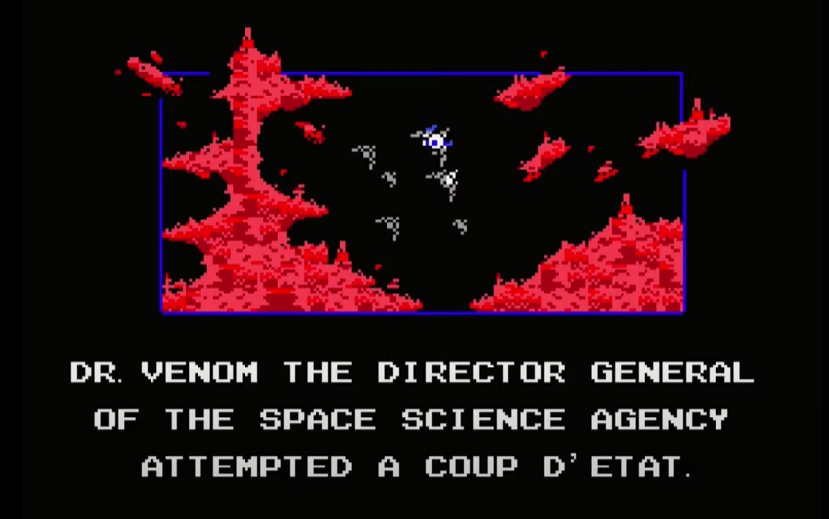 DR. VENOM THE DIRECTOR GENERAL
OF THE SPACE SCIENCE AGENCY
ATTEMPTED A COUP D'ETAT.